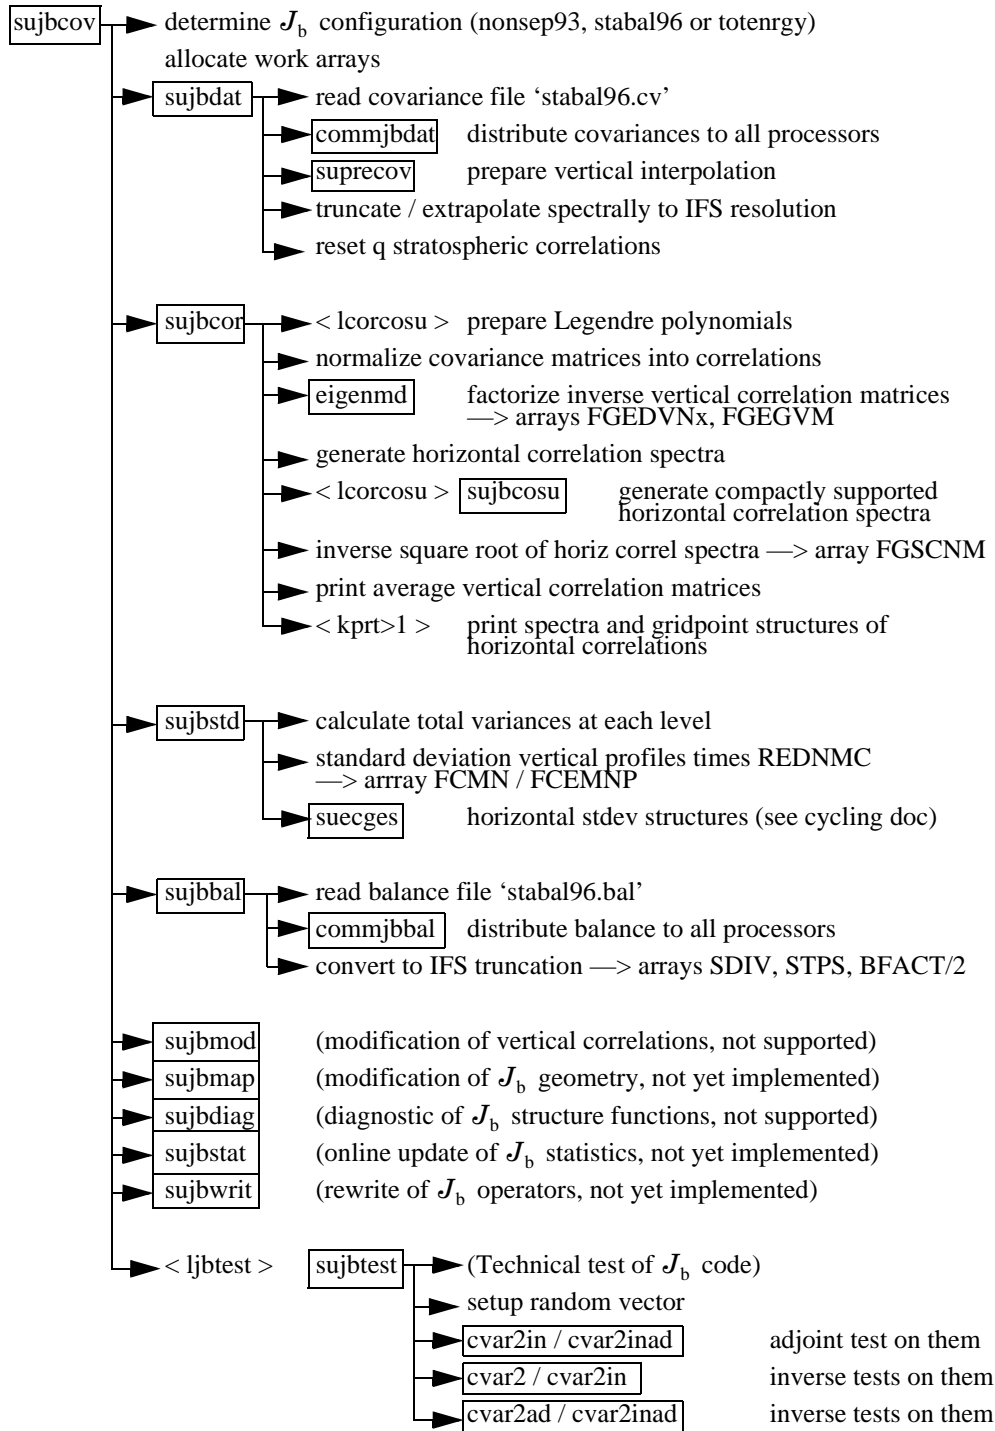 sujbcov determine J_b configuration (nonsep93, stabal96 or totenrgy)
allocate work arrays
sujbdat read covariance file ‘stabal96.cv’
commjbdat distribute covariances to all processors
suprecov prepare vertical interpolation
truncate / extrapolate spectrally to IFS resolution
reset q stratospheric correlations
sujbcor < lcorcosu > prepare Legendre polynomials
normalize covariance matrices into correlations
eigenmd factorize inverse vertical correlation matrices
—> arrays FGEDVNx, FGEGVM
generate horizontal correlation spectra
< lcorcosu > sujbcosu generate compactly supported
horizontal correlation spectra
inverse square root of horiz correl spectra —> array FGSCNM
print average vertical correlation matrices
< kprt>1 > print spectra and gridpoint structures of
horizontal correlations
sujbstd calculate total variances at each level
standard deviation vertical profiles times REDNMC
—> arrray FCMN / FCEMNP
suecges horizontal stdev structures (see cycling doc)
sujbbal read balance file ‘stabal96.bal’
commjbbal distribute balance to all processors
convert to IFS truncation —> arrays SDIV, STPS, BFACT/2
sujbmod (modification of vertical correlations, not supported)
sujbmap (modification of J_b geometry, not yet implemented)
sujbdiag (diagnostic of J_b structure functions, not supported)
sujbstat (online update of J_b statistics, not yet implemented)
sujbwrit (rewrite of J_b operators, not yet implemented)
< ljbtest > sujbtest (Technical test of J_b code)
setup random vector
cvar2in / cvar2inad adjoint test on them
cvar2 / cvar2in inverse tests on them
cvar2ad / cvar2inad inverse tests on them